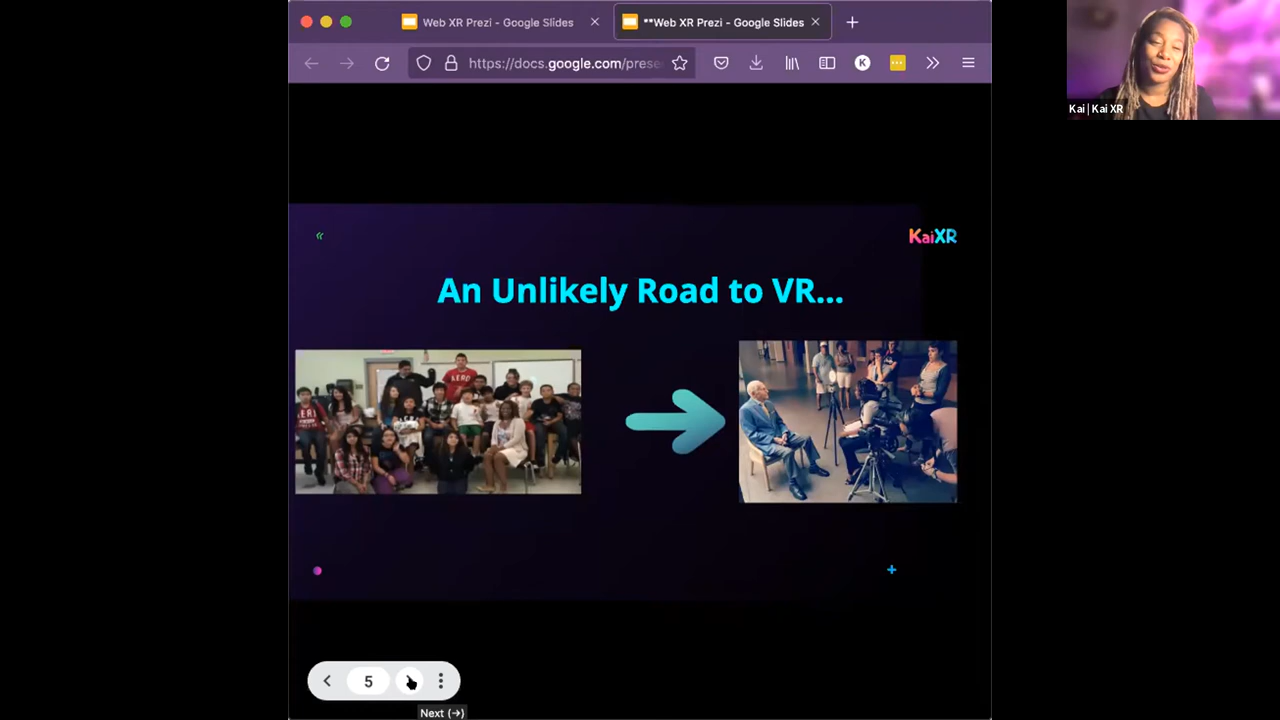 Web XR Prezi - Google Slides
**Web XR Prezi - Google Slides
https://docs.google.com/prese
K
Kai | Kai XR
KaiXR
An Unlikely Road to VR...
AERO
5
Next (→)